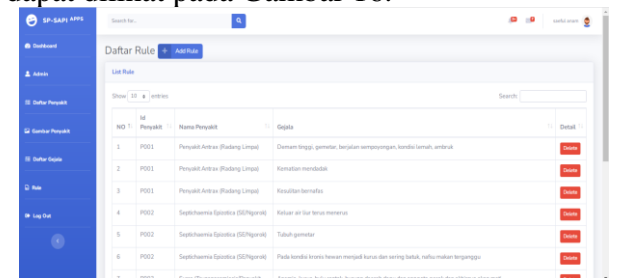 dapat dilihat pada Gambar 10.
SP-SAPI APPS
Search for...
Dashboard
Daftar Rule + Add Rule
Admin
List Rule
Daftar Penyakit
Show 10 entries
Search:
Gambar Penyakit
NO Id Penyakit Nama Penyakit Gejala Detail
Daftar Gejala
1 P001 Penyakit Antrax (Radang Limpa) Demam tinggi, gemetar, berjalan sempoyongan, kondisi lemah, ambruk Delete
2 P001 Penyakit Antrax (Radang Limpa) Kematian mendadak Delete
Rule
3 P001 Penyakit Antrax (Radang Limpa) Kesulitan bernafas Delete
Log Out
4 P002 Septichaemia Epizotica (SE/Ngorok) Keluar air liur terus menerus Delete
5 P002 Septichaemia Epizotica (SE/Ngorok) Tubuh gemetar Delete
6 P002 Septichaemia Epizotica (SE/Ngorok) Pada kondisi kronis hewan menjadi kurus dan sering batuk, nafsu makan terganggu Delete